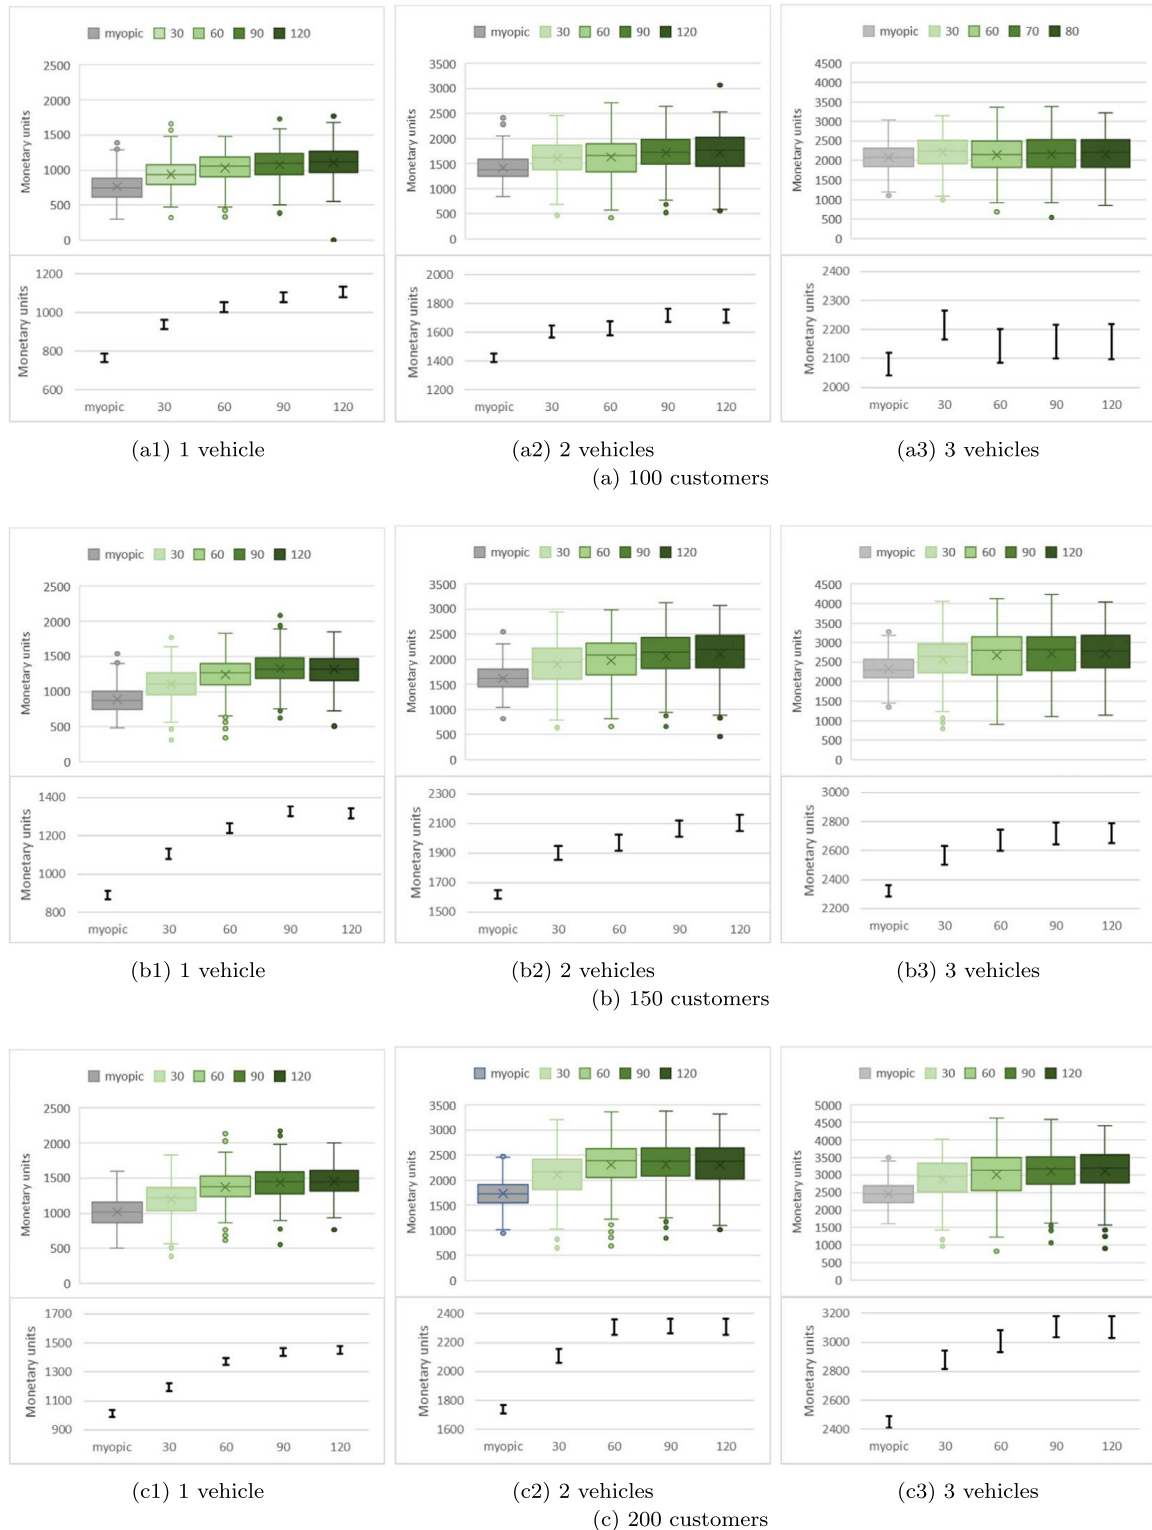 myopic 30 60 90 120
Monetary units
2500
2000
1500
1000
500
0
Monetary units
1200
1000
800
600
myopic 30 60 90 120
(a1) 1 vehicle
myopic 30 60 90 120
Monetary units
3500
3000
2500
2000
1500
1000
500
0
Monetary units
2000
1800
1600
1400
1200
myopic 30 60 90 120
(a2) 2 vehicles
myopic 30 60 70 80
Monetary units
4500
4000
3500
3000
2500
2000
1500
1000
500
0
Monetary units
2400
2300
2200
2100
2000
myopic 30 60 90 120
(a3) 3 vehicles
(a) 100 customers
myopic 30 60 90 120
Monetary units
2500
2000
1500
1000
500
0
Monetary units
1400
1200
1000
800
myopic 30 60 90 120
(b1) 1 vehicle
myopic 30 60 90 120
Monetary units
3500
3000
2500
2000
1500
1000
500
0
Monetary units
2300
2100
1900
1700
1500
myopic 30 60 90 120
(b2) 2 vehicles
myopic 30 60 90 120
Monetary units
4500
4000
3500
3000
2500
2000
1500
1000
500
0
Monetary units
3000
2800
2600
2400
2200
myopic 30 60 90 120
(b3) 3 vehicles
(b) 150 customers
myopic 30 60 90 120
Monetary units
2500
2000
1500
1000
500
0
Monetary units
1700
1500
1300
1100
900
myopic 30 60 90 120
(c1) 1 vehicle
myopic 30 60 90 120
Monetary units
3500
3000
2500
2000
1500
1000
500
0
Monetary units
2400
2200
2000
1800
1600
myopic 30 60 90 120
(c2) 2 vehicles
myopic 30 60 90 120
Monetary units
5000
4500
4000
3500
3000
2500
2000
1500
1000
500
0
Monetary units
3200
3000
2800
2600
2400
myopic 30 60 90 120
(c3) 3 vehicles
(c) 200 customers